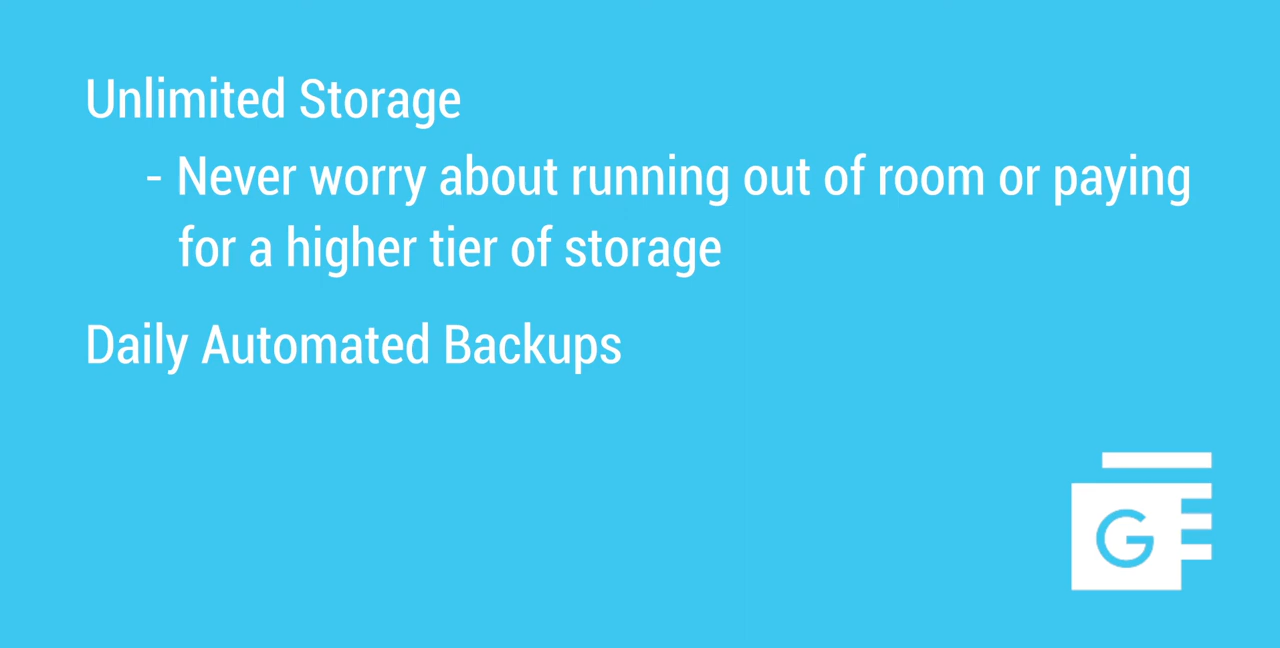 Unlimited Storage
- Never worry about running out of room or paying
for a higher tier of storage
Daily Automated Backups
G